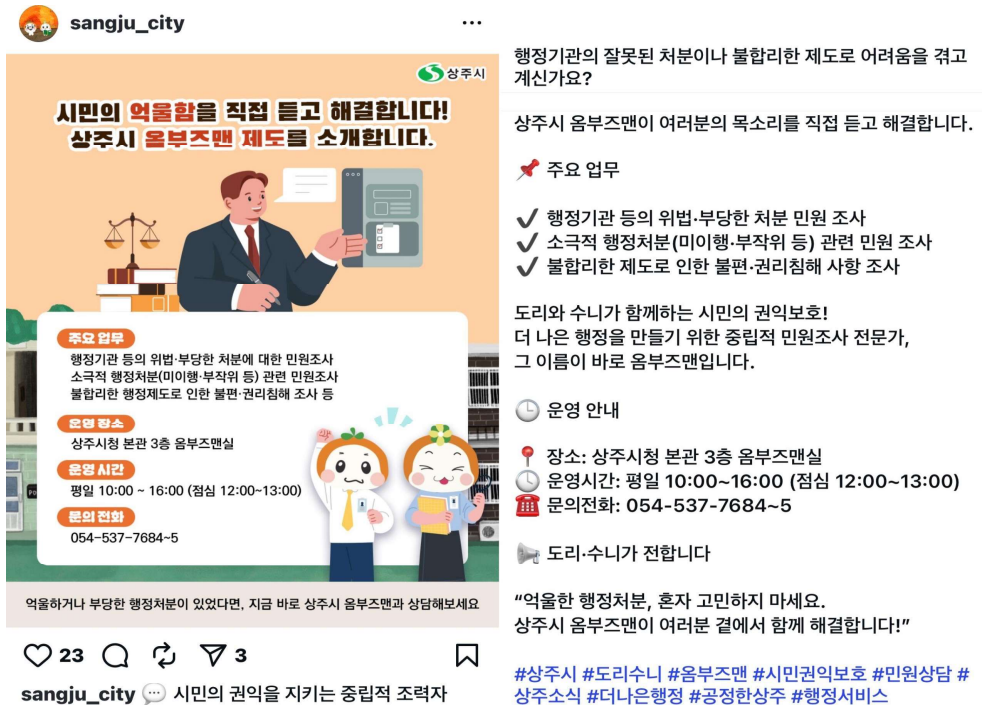 sangju_city
상주시
시민의 억울함을 직접 듣고 해결합니다!
상주시 옴부즈맨 제도를 소개합니다.
주요 업무
행정기관 등의 위법·부당한 처분에 대한 민원조사
소극적 행정처분(미이행·부작위 등) 관련 민원조사
불합리한 행정제도로 인한 불편·권리침해 조사 등
운영 장소
상주시청 본관 3층 옴부즈맨실
운영 시간
평일 10:00 ~ 16:00 (점심 12:00~13:00)
문의 전화
054-537-7684~5
억울하거나 부당한 행정처분이 있었다면, 지금 바로 상주시 옴부즈맨과 상담해보세요
23
3
sangju_city 💬 시민의 권익을 지키는 중립적 조력자
행정기관의 잘못된 처분이나 불합리한 제도로 어려움을 겪고
계신가요?
상주시 옴부즈맨이 여러분의 목소리를 직접 듣고 해결합니다.
📌 주요 업무
✔ 행정기관 등의 위법·부당한 처분 민원 조사
✔ 소극적 행정처분(미이행·부작위 등) 관련 민원 조사
✔ 불합리한 제도로 인한 불편·권리침해 사항 조사
도리와 수니가 함께하는 시민의 권익보호!
더 나은 행정을 만들기 위한 중립적 민원조사 전문가,
그 이름이 바로 옴부즈맨입니다.
🕒 운영 안내
📍 장소: 상주시청 본관 3층 옴부즈맨실
🕒 운영시간: 평일 10:00~16:00 (점심 12:00~13:00)
☎️ 문의전화: 054-537-7684~5
📢 도리·수니가 전합니다
“억울한 행정처분, 혼자 고민하지 마세요.
상주시 옴부즈맨이 여러분 곁에서 함께 해결합니다!”
#상주시 #도리수니 #옴부즈맨 #시민권익보호 #민원상담 #
상주소식 #더나은행정 #공정한상주 #행정서비스